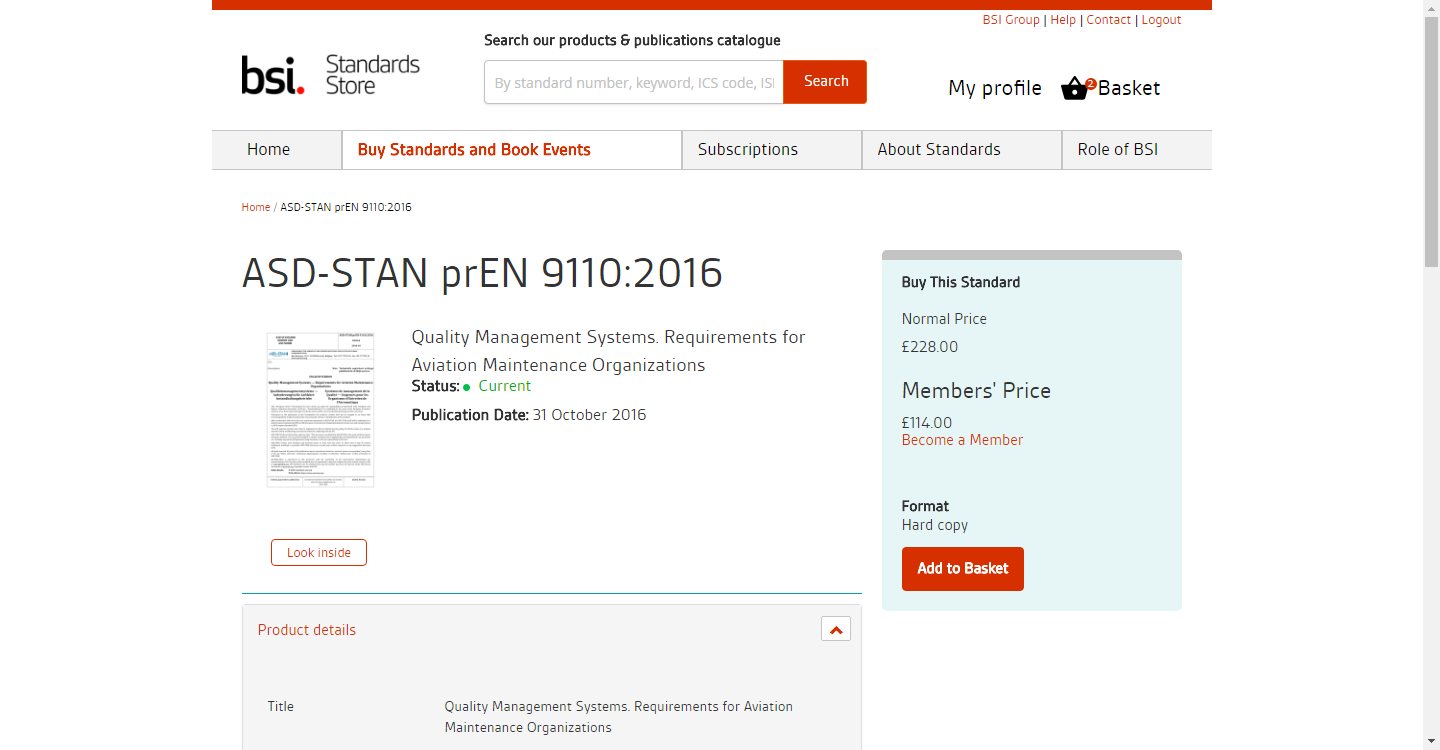 BSI Group | Help | Contact | Logout
Search our products & publications catalogue
bsi. Standards Store
By standard number, keyword, ICS code, ISI
Search
My profile
2
Basket
Home
Buy Standards and Book Events
Subscriptions
About Standards
Role of BSI
Home / ASD-STAN prEN 9110:2016
ASD-STAN prEN 9110:2016
Quality Management Systems. Requirements for
Aviation Maintenance Organizations
Status: Current
Publication Date: 31 October 2016
Look inside
Buy This Standard
Normal Price
£228.00
Members' Price
£114.00
Become a Member
Format
Hard copy
Add to Basket
Product details
Title
Quality Management Systems. Requirements for Aviation
Maintenance Organizations